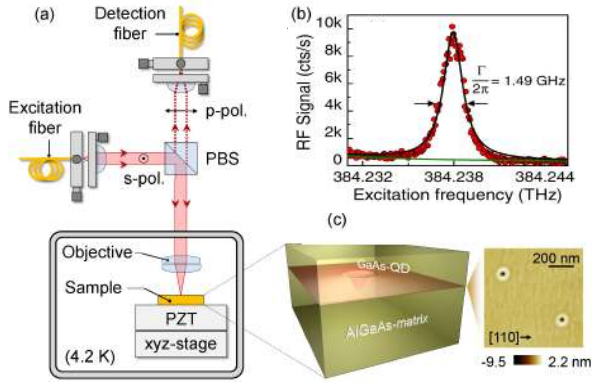 (a)
Detection
fiber
Excitation
fiber
p-pol.
PBS
s-pol.
Objective
Sample
PZT
xyz-stage
(4.2 K)
(b)
RF Signal (cts/s)
10k
8k
6k
4k
2k
0
Γ
2π = 1.49 GHz
384.232 384.238 384.244
Excitation frequency (THz)
(c)
GaAs-QD
AlGaAs-matrix
200 nm
[110]→
-9.5 2.2 nm